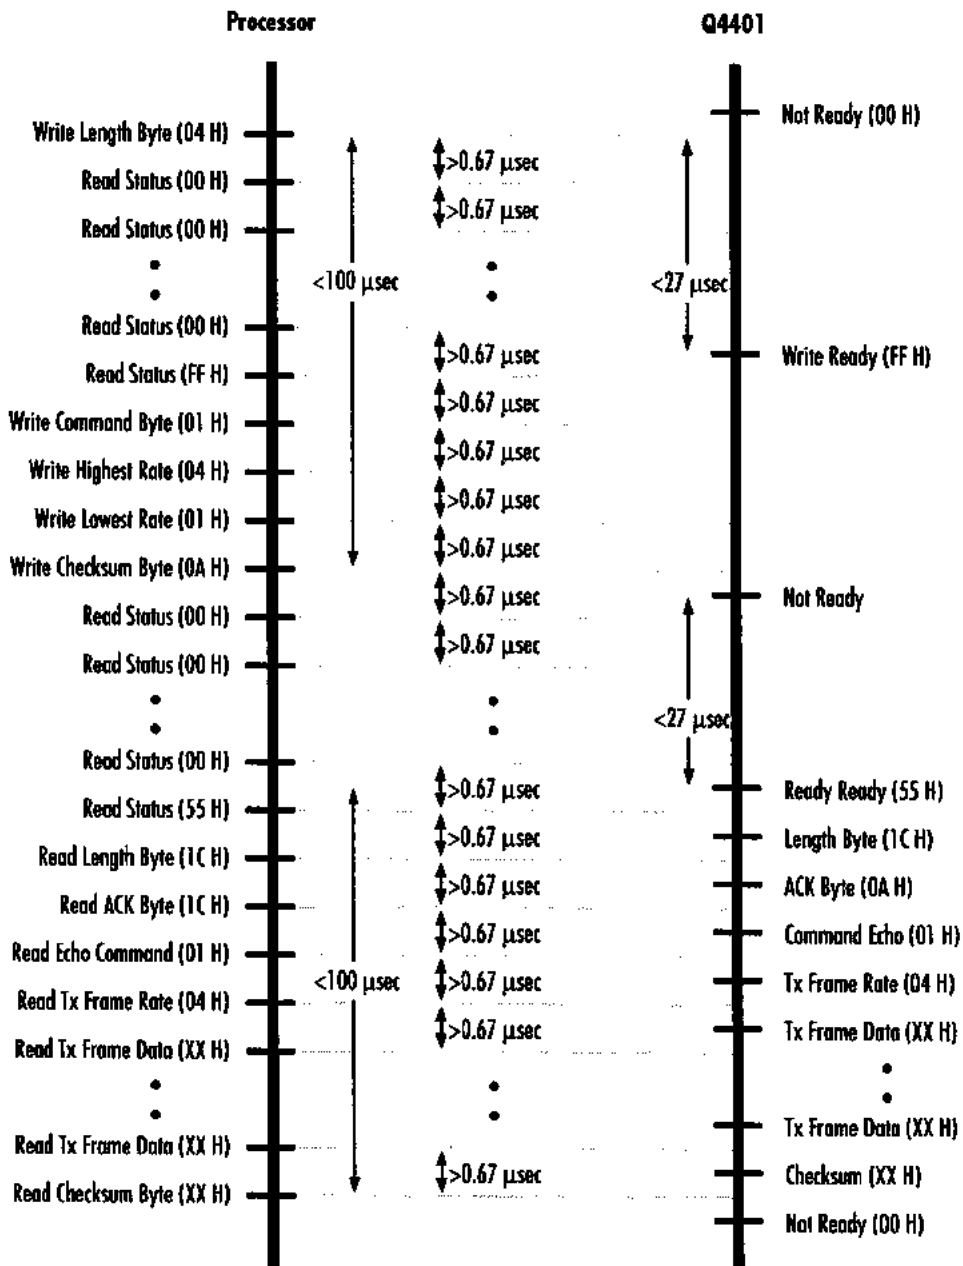 Processor
Q4401
Not Ready (00 H)
Write Length Byte (04 H)
>0.67 µsec
Read Status (00 H)
>0.67 µsec
Read Status (00 H)
<100 µsec
<27 µsec
Read Status (00 H)
>0.67 µsec
Write Ready (FF H)
Read Status (FF H)
>0.67 µsec
Write Command Byte (01 H)
>0.67 µsec
Write Highest Rate (04 H)
>0.67 µsec
Write Lowest Rate (01 H)
>0.67 µsec
Write Checksum Byte (0A H)
>0.67 µsec
Not Ready
Read Status (00 H)
>0.67 µsec
Read Status (00 H)
<27 µsec
Read Status (00 H)
>0.67 µsec
Ready Ready (55 H)
Read Status (55 H)
>0.67 µsec
Length Byte (1C H)
Read Length Byte (1C H)
>0.67 µsec
ACK Byte (0A H)
Read ACK Byte (1C H)
>0.67 µsec
Command Echo (01 H)
Read Echo Command (01 H)
<100 µsec
>0.67 µsec
Tx Frame Rate (04 H)
Read Tx Frame Rate (04 H)
>0.67 µsec
Tx Frame Data (XX H)
Read Tx Frame Data (XX H)
Tx Frame Data (XX H)
Read Tx Frame Data (XX H)
>0.67 µsec
Checksum (XX H)
Read Checksum Byte (XX H)
Not Ready (00 H)